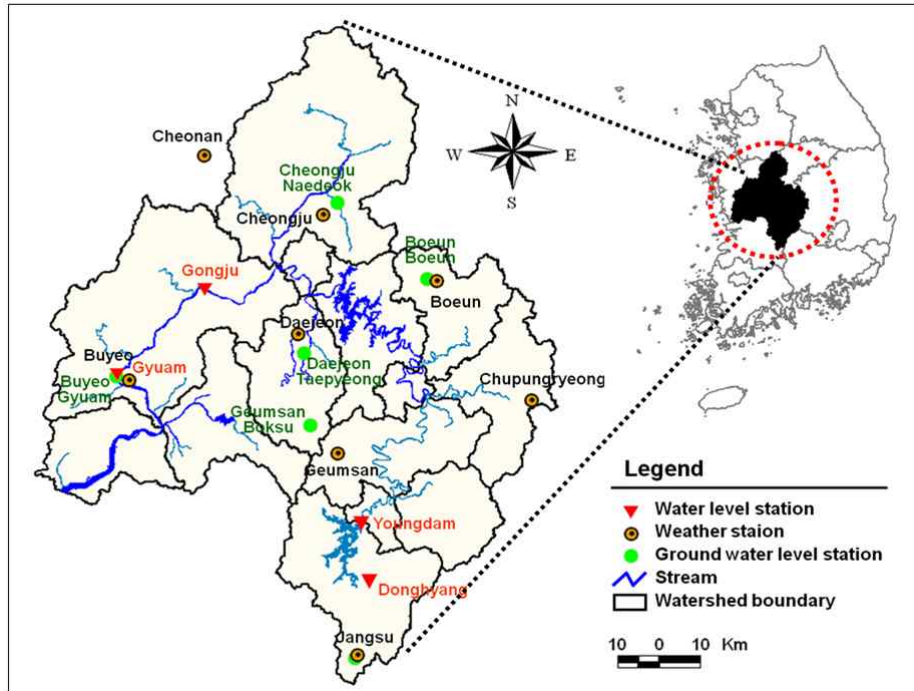 N
W
E
S
Cheonan
Cheongju
Naedeok
Cheongju
Boeun
Boeun
Boeun
Gongju
Daejeon
Daejeon
Taepyeong
Buyeo
Gyuam
Buyeo
Gyuam
Chupungryeong
Geumsan
Boksu
Geumsan
Youngdam
Donghyang
Jangsu
Legend
Water level station
Weather staion
Ground water level station
Stream
Watershed boundary
10 0 10 Km